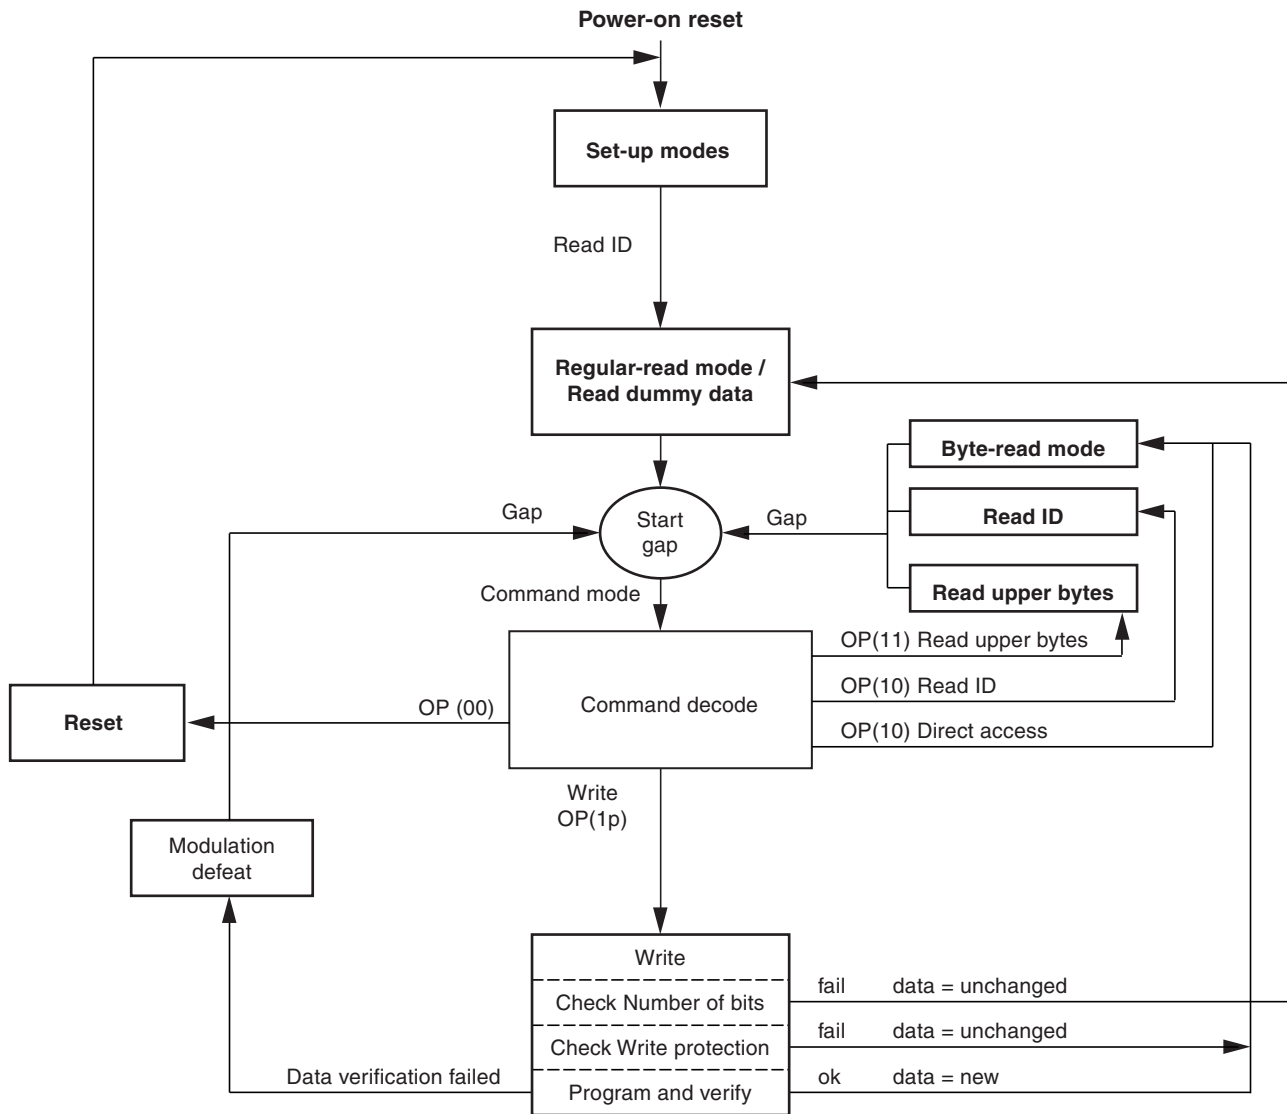 Power-on reset
Set-up modes
Read ID
Regular-read mode /
Read dummy data
Byte-read mode
Gap
Start
gap
Gap
Read ID
Command mode
Read upper bytes
OP(11) Read upper bytes
OP(10) Read ID
OP(10) Direct access
Command decode
OP (00)
Reset
Write
OP(1p)
Modulation
defeat
Write
Check Number of bits
fail data = unchanged
Check Write protection
fail data = unchanged
Data verification failed
Program and verify
ok data = new